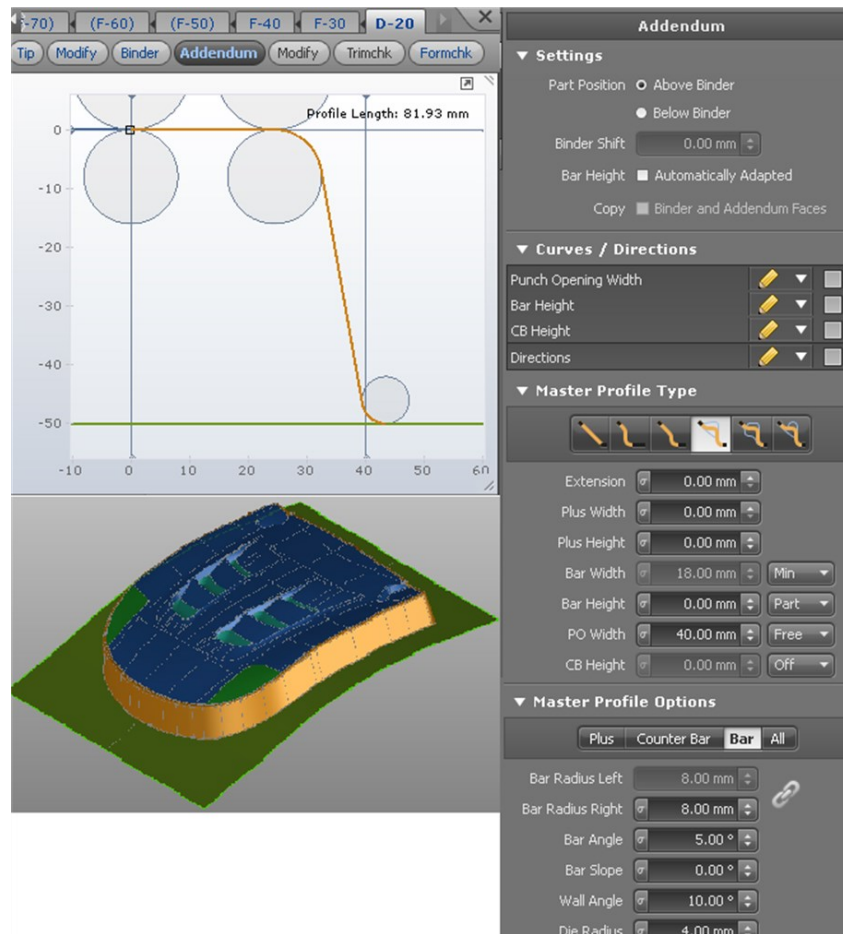 -70) (F-60) (F-50) F-40 F-30 D-20
Tip Modify Binder Addendum Modify Trimchk Formchk
Profile Length: 81.93 mm
0
-10
-20
-30
-40
-50
-10 0 10 20 30 40 50 60
Addendum
Settings
Part Position Above Binder
Below Binder
Binder Shift 0.00 mm
Bar Height Automatically Adapted
Copy Binder and Addendum Faces
Curves / Directions
Punch Opening Width
Bar Height
CB Height
Directions
Master Profile Type
Extension σ 0.00 mm
Plus Width σ 0.00 mm
Plus Height σ 0.00 mm
Bar Width σ 18.00 mm Min
Bar Height σ 0.00 mm Part
PO Width σ 40.00 mm Free
CB Height σ 0.00 mm Off
Master Profile Options
Plus Counter Bar Bar All
Bar Radius Left 8.00 mm
Bar Radius Right σ 8.00 mm
Bar Angle σ 5.00 °
Bar Slope σ 0.00 °
Wall Angle σ 10.00 °
Die Radius σ 4.00 mm